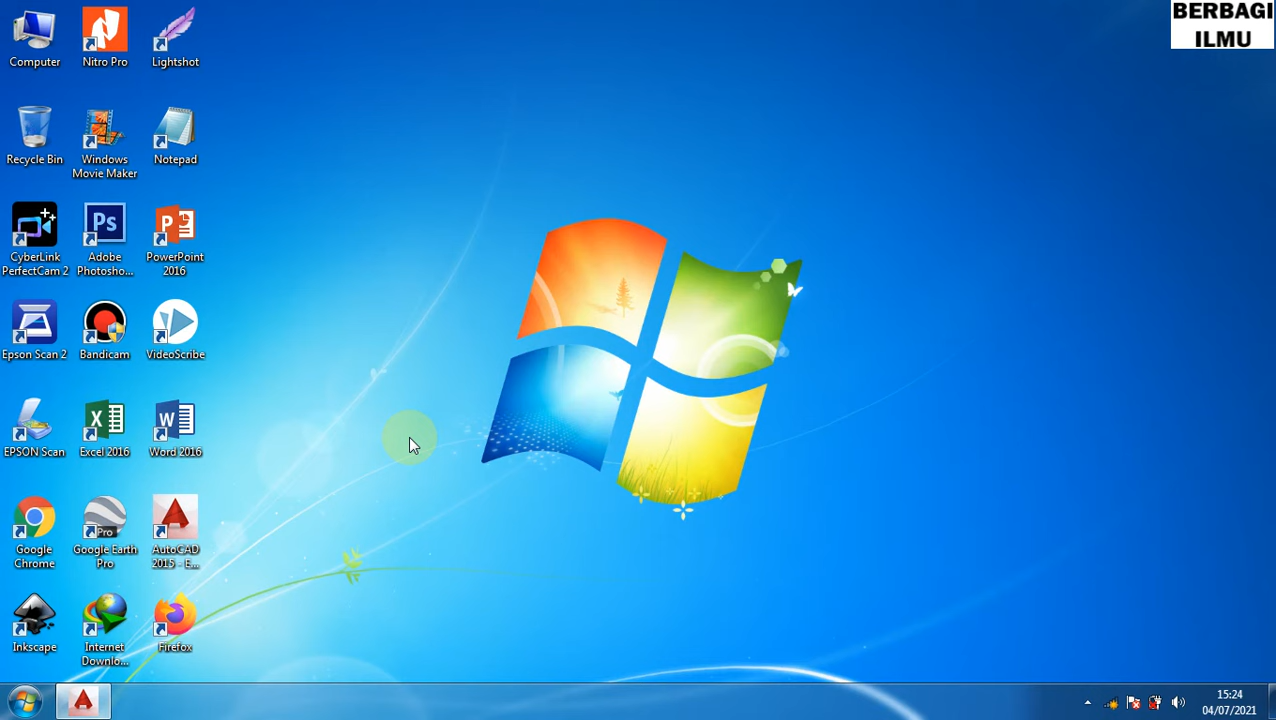 BERBAGI
ILMU
Computer
Nitro Pro
Lightshot
Recycle Bin
Windows
Movie Maker
Notepad
CyberLink
PerfectCam 2
Ps
Adobe
Photosho...
P
PowerPoint
2016
Epson Scan 2
Bandicam
VideoScribe
EPSON Scan
X
Excel 2016
W
Word 2016
Google
Chrome
Pro
Google Earth
Pro
AutoCAD
2015 - E...
Inkscape
Internet
Downlo...
Firefox
15:24
04/07/2021